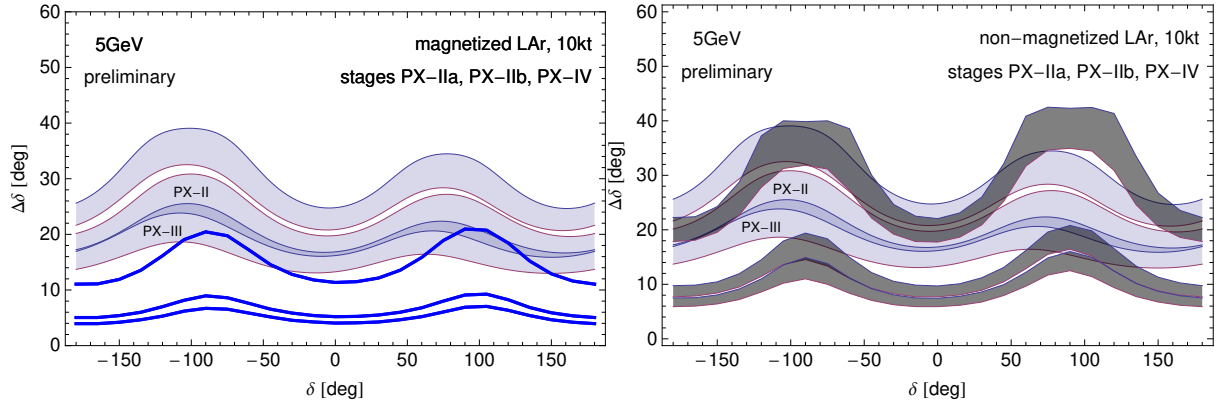 60
50
40
30
20
10
0
Δδ [deg]
5GeV
magnetized LAr, 10kt
preliminary
stages PX−IIa, PX−IIb, PX−IV
PX−II
PX−III
−150
−100
−50
0
50
100
150
δ [deg]
60
50
40
30
20
10
0
Δδ [deg]
5GeV
non−magnetized LAr, 10kt
preliminary
stages PX−IIa, PX−IIb, PX−IV
PX−II
PX−III
−150
−100
−50
0
50
100
150
δ [deg]